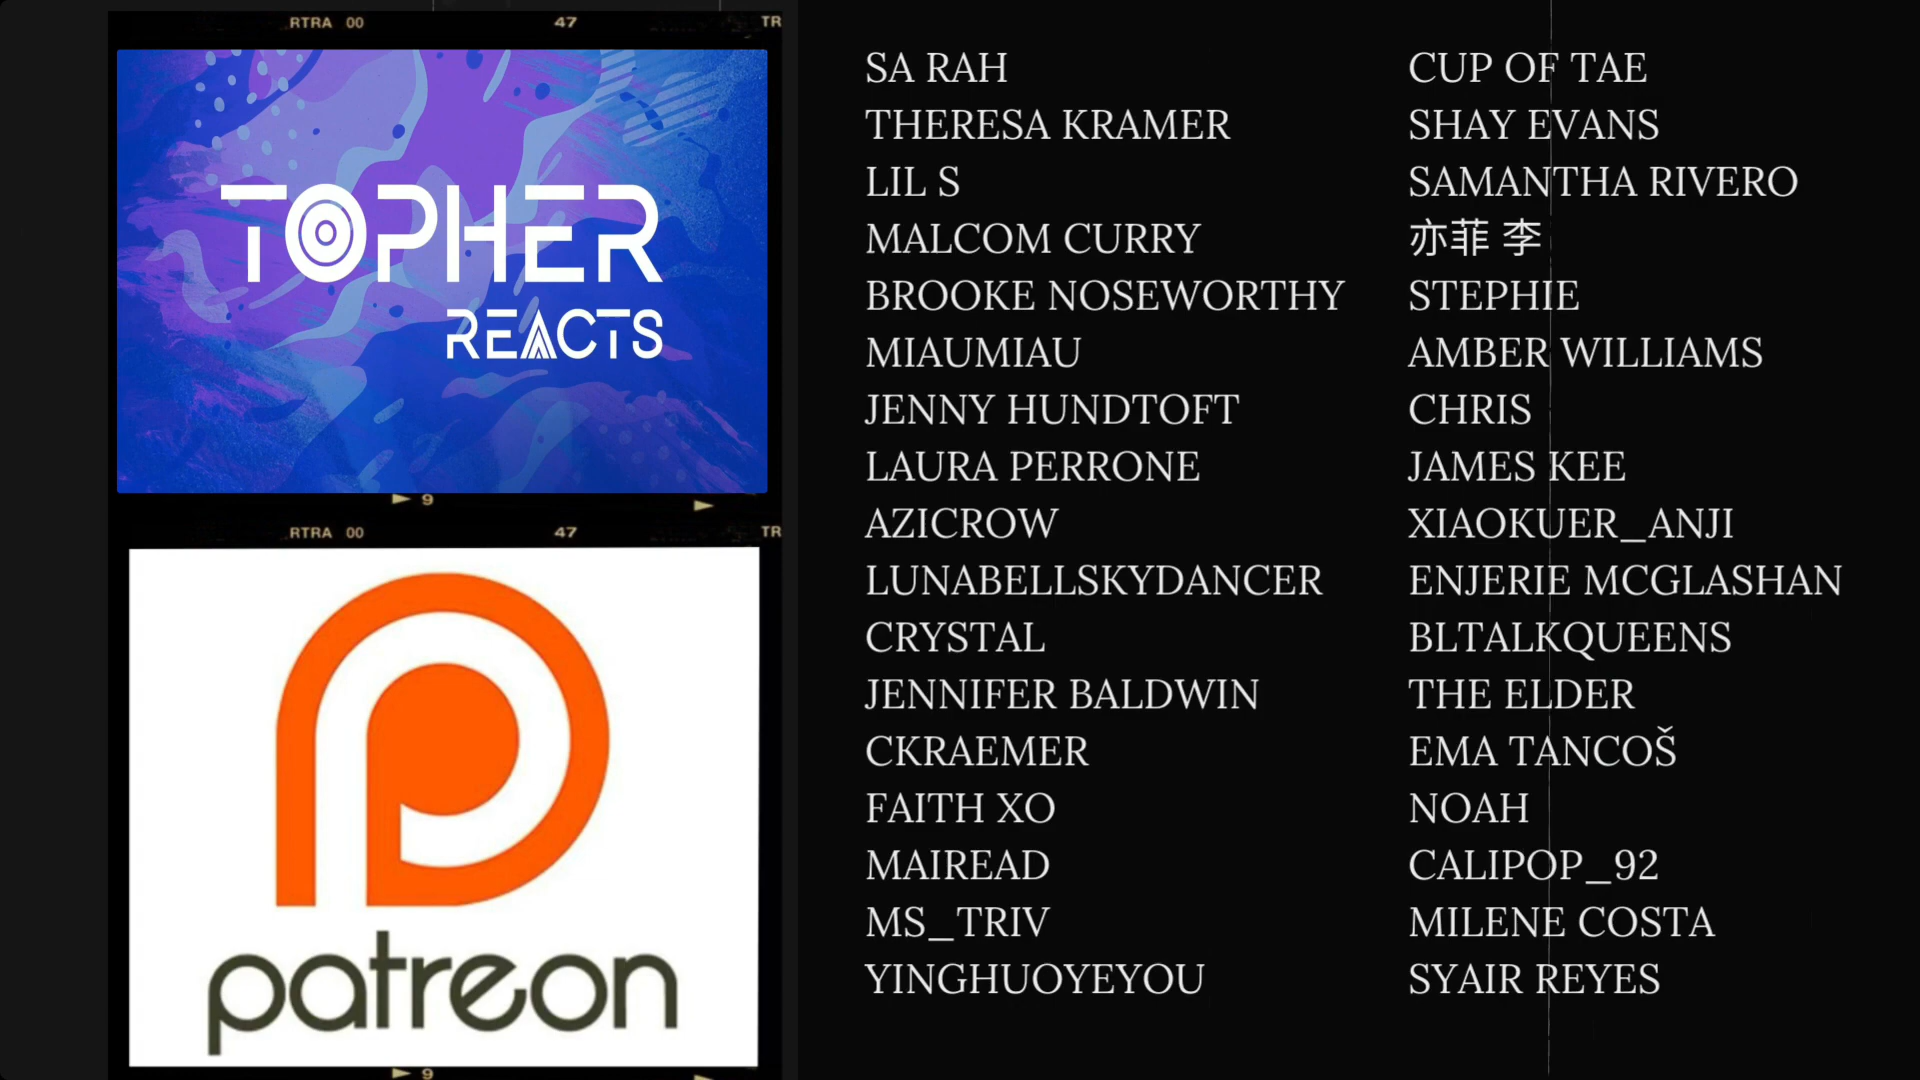 RTRA 00 47 TR
TOPHER
REACTS
9
RTRA 00 47 TR
patreon
9
SA RAH
THERESA KRAMER
LIL S
MALCOM CURRY
BROOKE NOSEWORTHY
MIAUMIAU
JENNY HUNDTOFT
LAURA PERRONE
AZICROW
LUNABELLSKYDANCER
CRYSTAL
JENNIFER BALDWIN
CKRAEMER
FAITH XO
MAIREAD
MS_TRIV
YINGHUOYEYOU
CUP OF TAE
SHAY EVANS
SAMANTHA RIVERO
亦菲 李
STEPHIE
AMBER WILLIAMS
CHRIS
JAMES KEE
XIAOKUER_ANJI
ENJERIE MCGLASHAN
BLTALKQUEENS
THE ELDER
EMA TANCOŠ
NOAH
CALIPOP_92
MILENE COSTA
SYAIR REYES